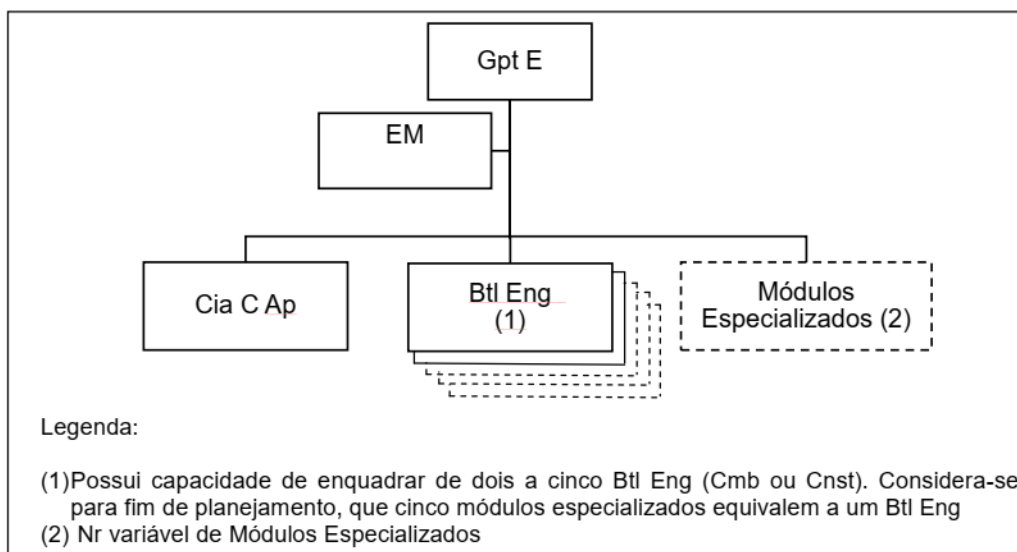 Gpt E
EM
Cia C Ap
Btl Eng
(1)
Módulos
Especializados (2)
Legenda:
(1)Possui capacidade de enquadrar de dois a cinco Btl Eng (Cmb ou Cnst). Considera-se
para fim de planejamento, que cinco módulos especializados equivalem a um Btl Eng
(2) Nr variável de Módulos Especializados